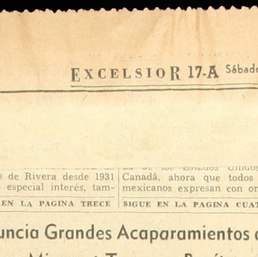 EXCELSIOR 17-A Sábado
de Rivera desde 1931
Canadá, ahora que todos
especial interés, tam-
mexicanos expresan con
EN LA PAGINA TRECE
SIGUE EN LA PAGINA
uncia Grandes Acaparamientos